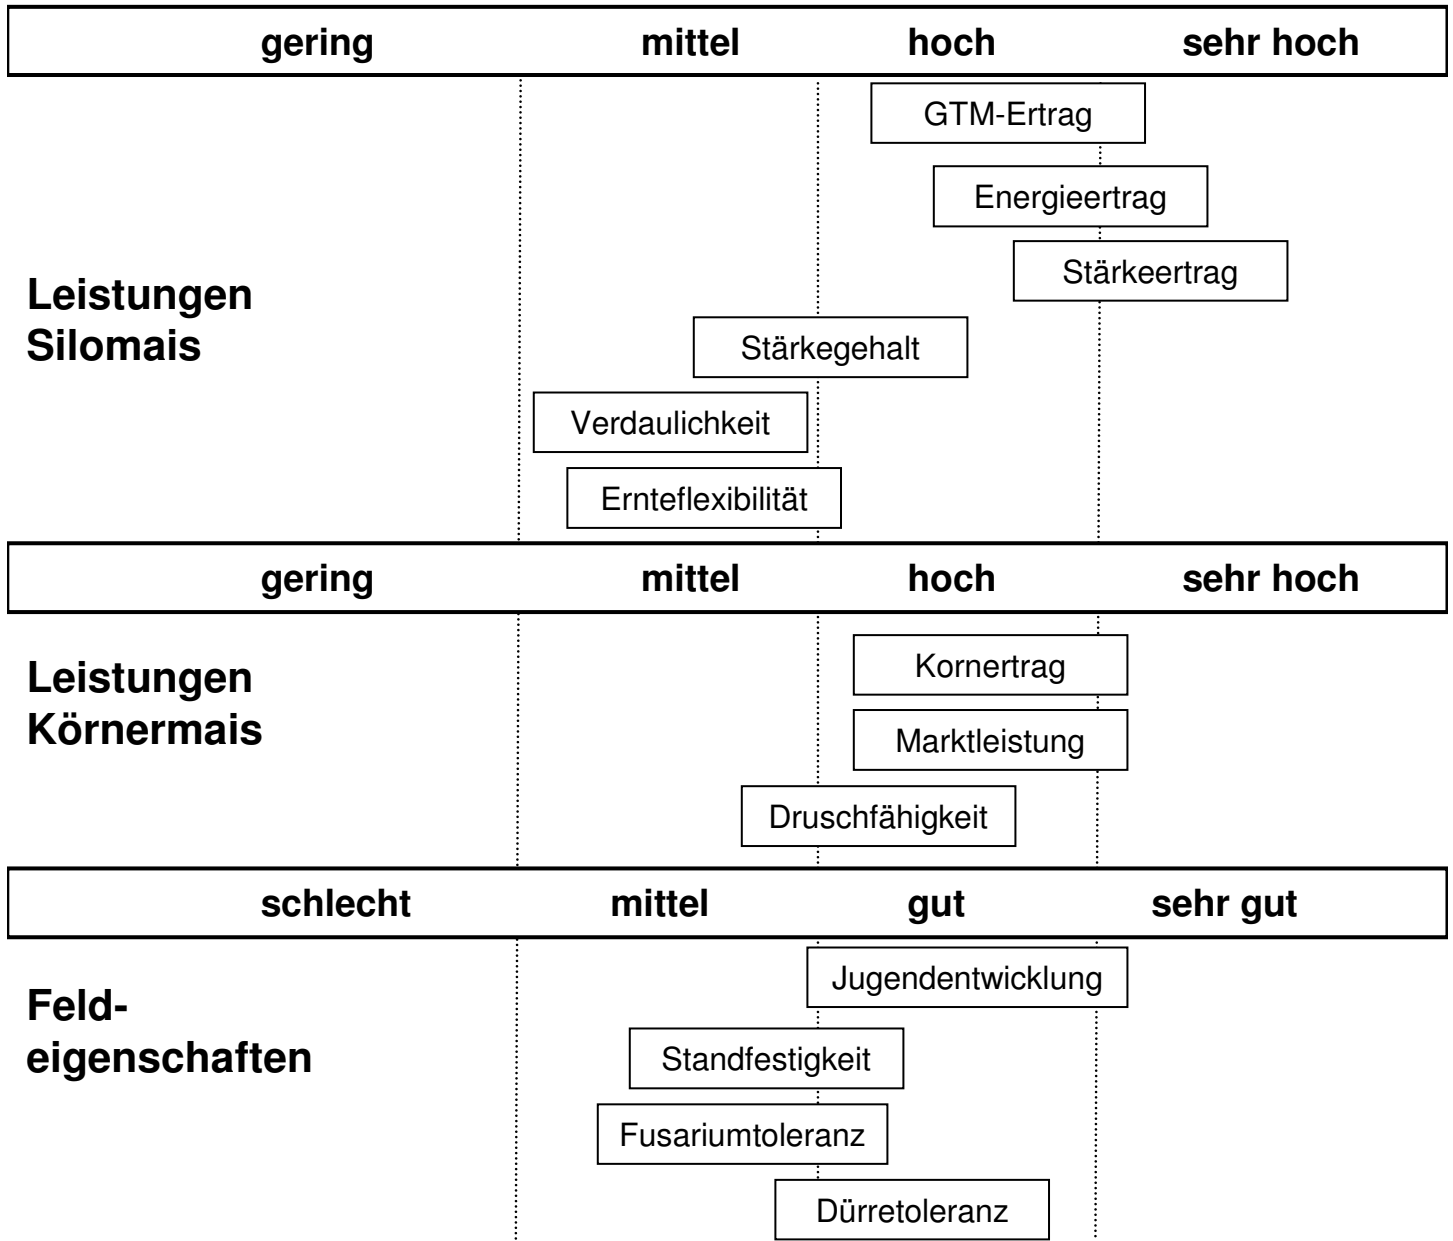 gering mittel hoch sehr hoch
GTM-Ertrag
Energieertrag
Stärkeertrag
Leistungen
Silomais
Stärkegehalt
Verdaulichkeit
Ernteflexibilität
gering mittel hoch sehr hoch
Leistungen
Körnermais
Kornertrag
Marktleistung
Druschfähigkeit
schlecht mittel gut sehr gut
Feld-
eigenschaften
Jugendentwicklung
Standfestigkeit
Fusariumtoleranz
Dürretoleranz